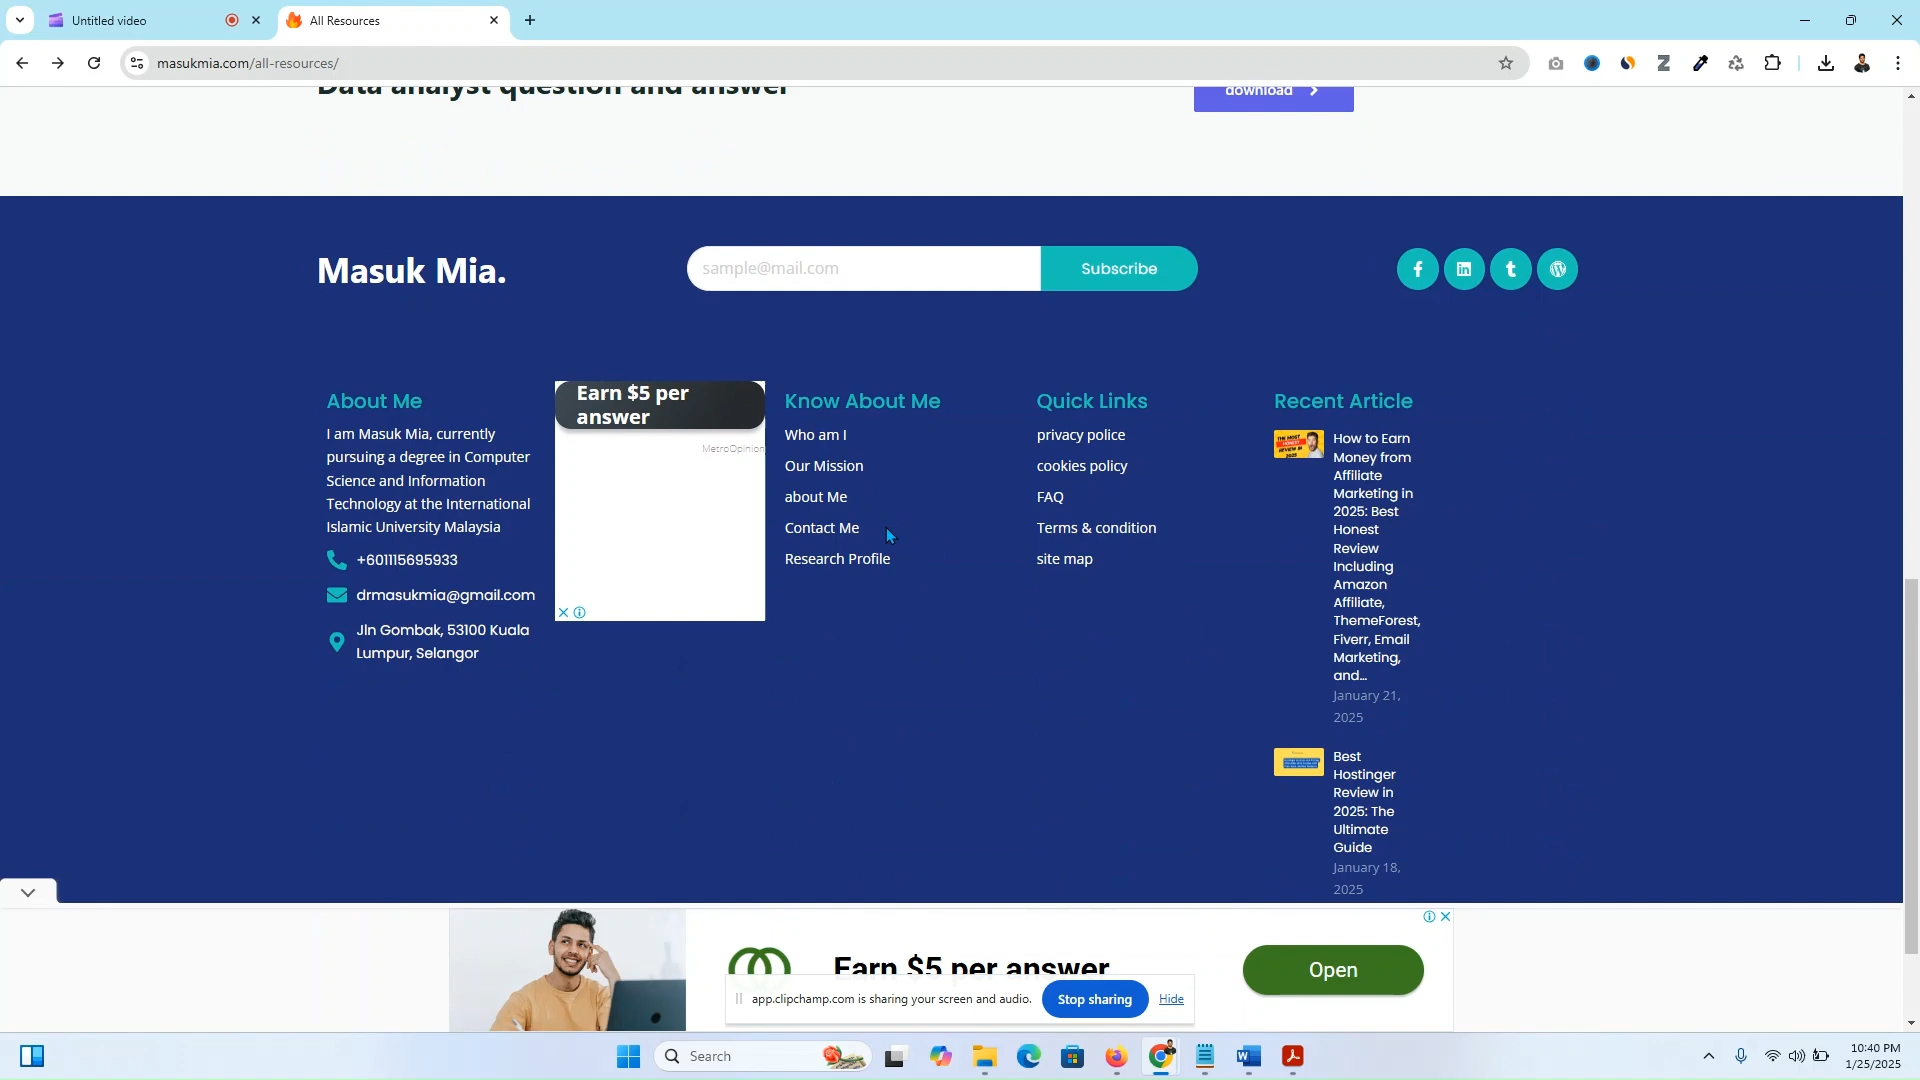 Untitled video
All Resources
masukmia.com/all-resources/
Data analyst question and answer
download
Masuk Mia.
sample@mail.com
Subscribe
About Me
I am Masuk Mia, currently
pursuing a degree in Computer
Science and Information
Technology at the International
Islamic University Malaysia
+601115695933
drmasukmia@gmail.com
Jln Gombak, 53100 Kuala
Lumpur, Selangor
Earn $5 per
answer
MetroOpinion
Know About Me
Who am I
Our Mission
about Me
Contact Me
Research Profile
Quick Links
privacy police
cookies policy
FAQ
Terms & condition
site map
Recent Article
How to Earn
Money from
Affiliate
Marketing in
2025: Best
Honest
Review
Including
Amazon
Affiliate,
ThemeForest,
Fiverr, Email
Marketing,
and...
January 21,
2025
Best
Hostinger
Review in
2025: The
Ultimate
Guide
January 18,
2025
Earn $5 per answer
Open
app.clipchamp.com is sharing your screen and audio.
Stop sharing
Hide
Search
10:40 PM
1/25/2025